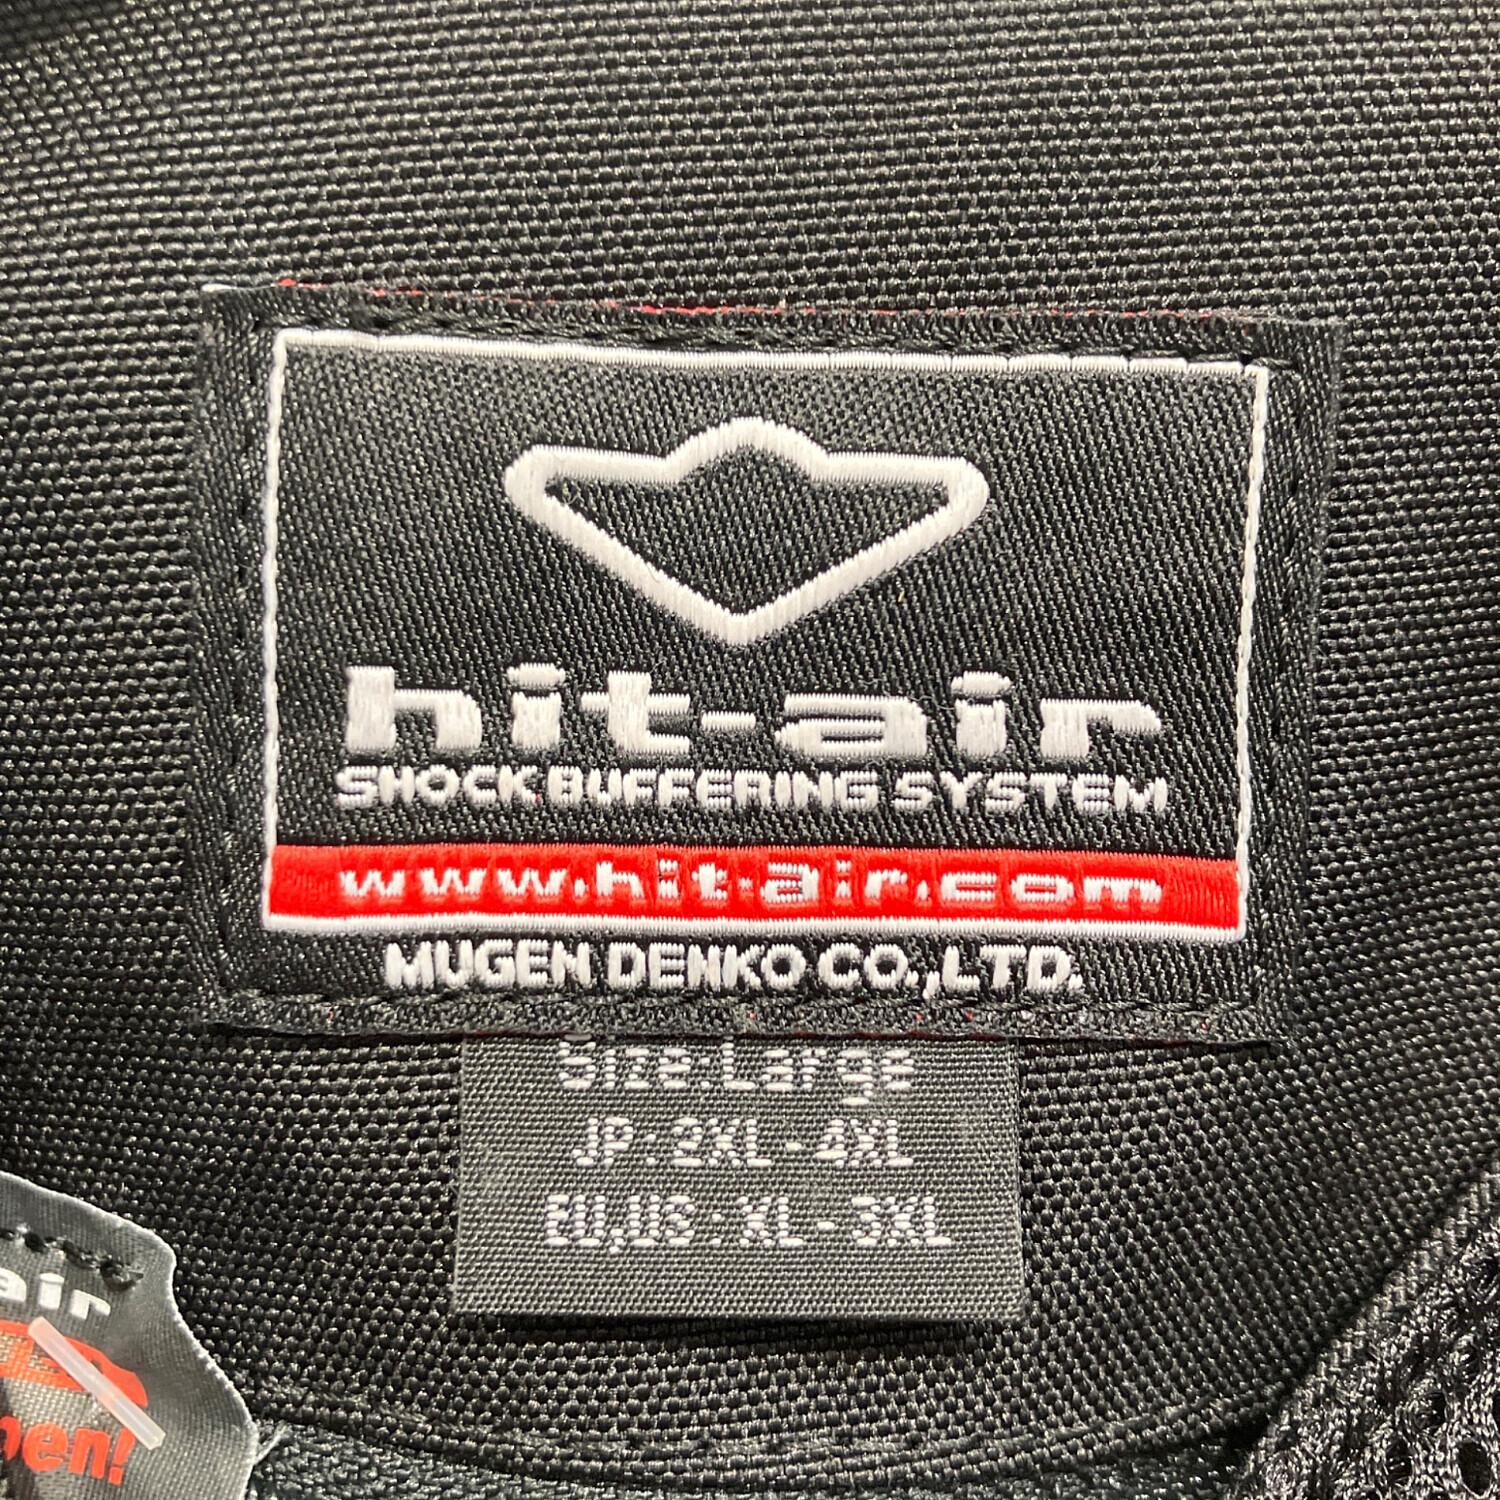 hit-air
SHOCK BUFFERING SYSTEM
www.hit-air.com
MUGEN DENKO CO.,LTD.
Size:Large
JP:2XL-4XL
EU,US:XL-3XL
air
pen!